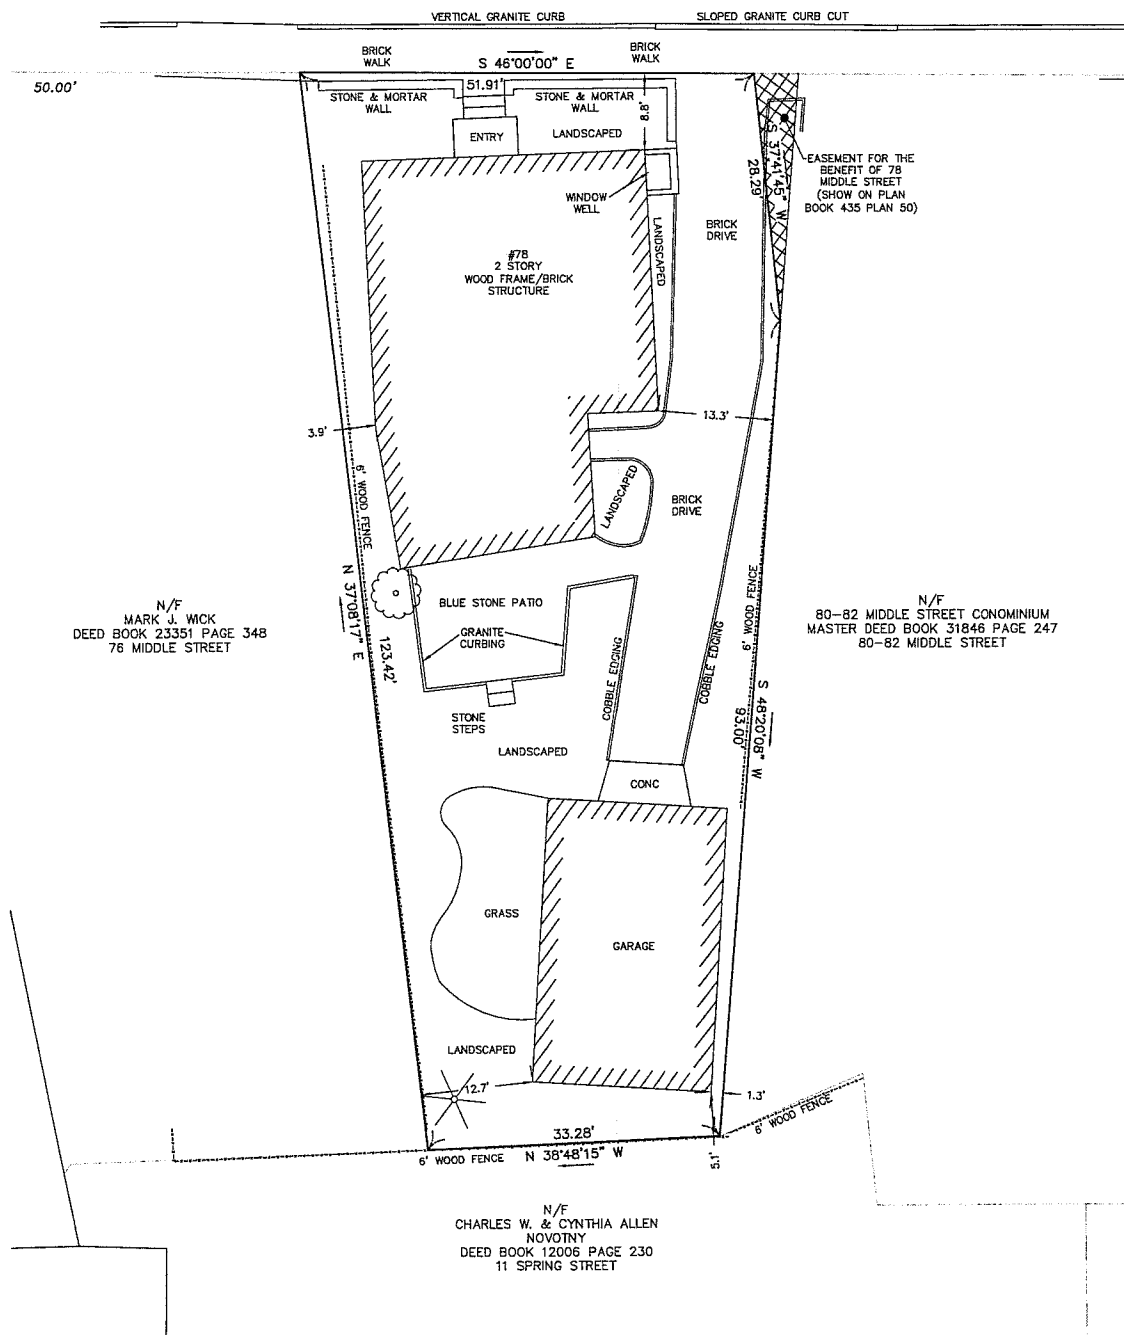 VERTICAL GRANITE CURB
SLOPED GRANITE CURB CUT
BRICK
WALK
S 46°00'00" E
BRICK
WALK
50.00'
51.91'
STONE & MORTAR
WALL
STONE & MORTAR
WALL
8.8'
ENTRY
LANDSCAPED
S 37°41'45" W
28.29'
EASEMENT FOR THE
BENEFIT OF 78
MIDDLE STREET
(SHOW ON PLAN
BOOK 435 PLAN 50)
WINDOW
WELL
LANDSCAPED
BRICK
DRIVE
#78
2 STORY
WOOD FRAME/BRICK
STRUCTURE
3.9'
13.3'
6' WOOD FENCE
LANDSCAPED
BRICK
DRIVE
N 37°08'17" E
123.42'
N/F
MARK J. WICK
DEED BOOK 23351 PAGE 348
76 MIDDLE STREET
BLUE STONE PATIO
GRANITE
CURBING
6' WOOD FENCE
N/F
80-82 MIDDLE STREET CONOMINIUM
MASTER DEED BOOK 31846 PAGE 247
80-82 MIDDLE STREET
COBBLE EDGING
COBBLE EDGING
S 48°20'08" W
93.00'
STONE
STEPS
LANDSCAPED
CONC
GRASS
GARAGE
LANDSCAPED
12.7'
1.3'
6' WOOD FENCE
33.28'
6' WOOD FENCE
N 38°48'15" W
5.1'
N/F
CHARLES W. & CYNTHIA ALLEN
NOVOTNY
DEED BOOK 12006 PAGE 230
11 SPRING STREET